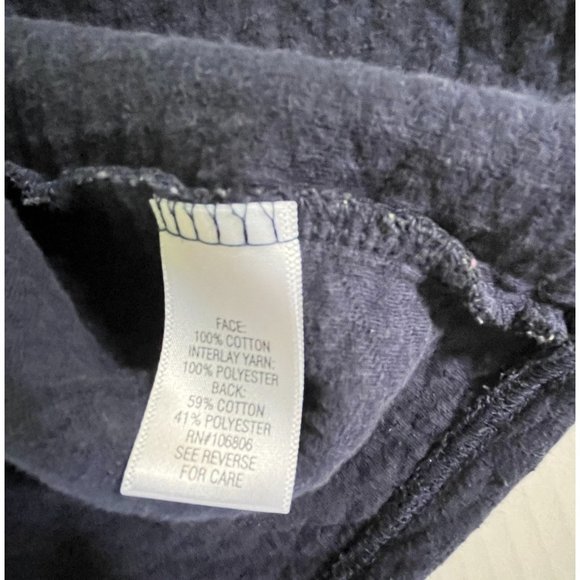 FACE:
100% COTTON
INTERLAY YARN:
100% POLYESTER
BACK:
59% COTTON
41% POLYESTER
RN#106806
SEE REVERSE
FOR CARE